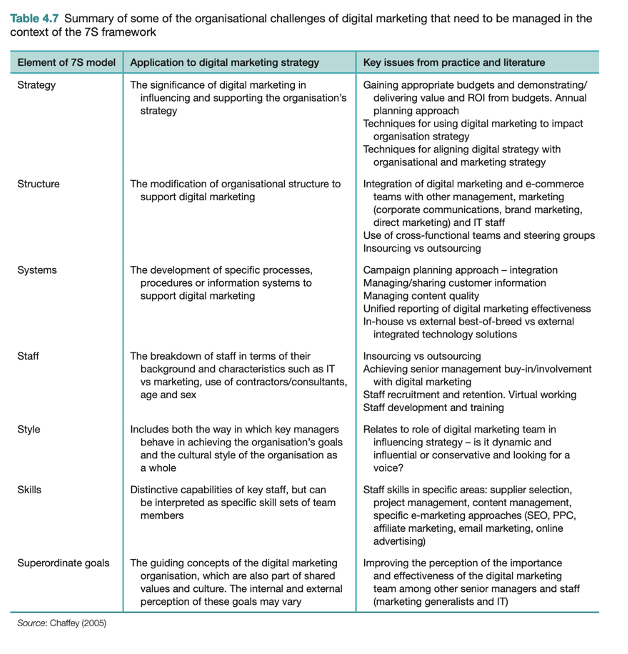 Table 4.7 Summary of some of the organisational challenges of digital marketing that need to be managed in the
context of the 7S framework
Element of 7S model
Application to digital marketing strategy
Key issues from practice and literature
Strategy
The significance of digital marketing in
influencing and supporting the organisation's
strategy
Gaining appropriate budgets and demonstrating/
delivering value and ROI from budgets. Annual
planning approach
Techniques for using digital marketing to impact
organisation strategy
Techniques for aligning digital strategy with
organisational and marketing strategy
Structure
The modification of organisational structure to
support digital marketing
Integration of digital marketing and e-commerce
teams with other management, marketing
(corporate communications, brand marketing,
direct marketing) and IT staff
Use of cross-functional teams and steering groups
Insourcing vs outsourcing
Systems
The development of specific processes,
procedures or information systems to
support digital marketing
Campaign planning approach – integration
Managing/sharing customer information
Managing content quality
Unified reporting of digital marketing effectiveness
In-house vs external best-of-breed vs external
integrated technology solutions
Staff
The breakdown of staff in terms of their
background and characteristics such as IT
vs marketing, use of contractors/consultants,
age and sex
Insourcing vs outsourcing
Achieving senior management buy-in/involvement
with digital marketing
Staff recruitment and retention. Virtual working
Staff development and training
Style
Includes both the way in which key managers
behave in achieving the organisation's goals
and the cultural style of the organisation as
a whole
Relates to role of digital marketing team in
influencing strategy – is it dynamic and
influential or conservative and looking for a
voice?
Skills
Distinctive capabilities of key staff, but can
be interpreted as specific skill sets of team
members
Staff skills in specific areas: supplier selection,
project management, content management,
specific e-marketing approaches (SEO, PPC,
affiliate marketing, email marketing, online
advertising)
Superordinate goals
The guiding concepts of the digital marketing
organisation, which are also part of shared
values and culture. The internal and external
perception of these goals may vary
Improving the perception of the importance
and effectiveness of the digital marketing
team among other senior managers and staff
(marketing generalists and IT)
Source: Chaffey (2005)